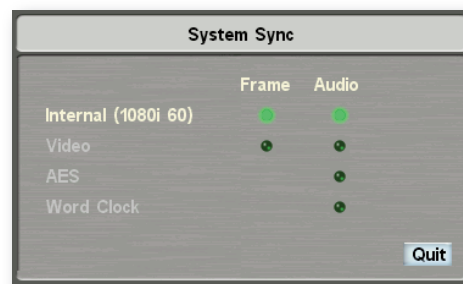 System Sync
Frame Audio
Internal (1080i 60)
Video
AES
Word Clock
Quit